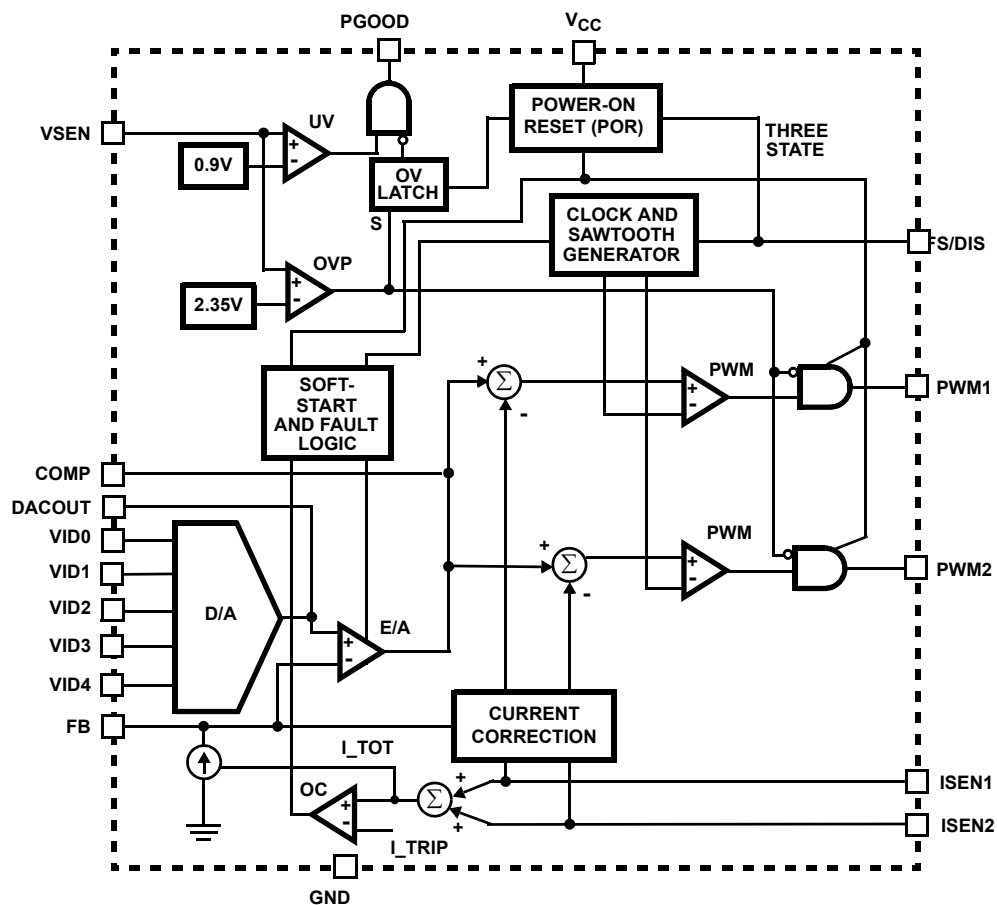 PGOOD
VCC
VSEN
UV
POWER-ON
RESET (POR)
THREE
STATE
0.9V
+
-
OV
LATCH
S
CLOCK AND
SAWTOOTH
GENERATOR
FS/DIS
OVP
2.35V
+
-
SOFT-
START
AND FAULT
LOGIC
+
Σ
-
PWM
+
-
PWM1
COMP
DACOUT
VID0
VID1
VID2
VID3
VID4
D/A
E/A
+
-
+
Σ
-
PWM
+
-
PWM2
FB
CURRENT
CORRECTION
I_TOT
OC
+
-
Σ
+
+
I_TRIP
ISEN1
ISEN2
GND